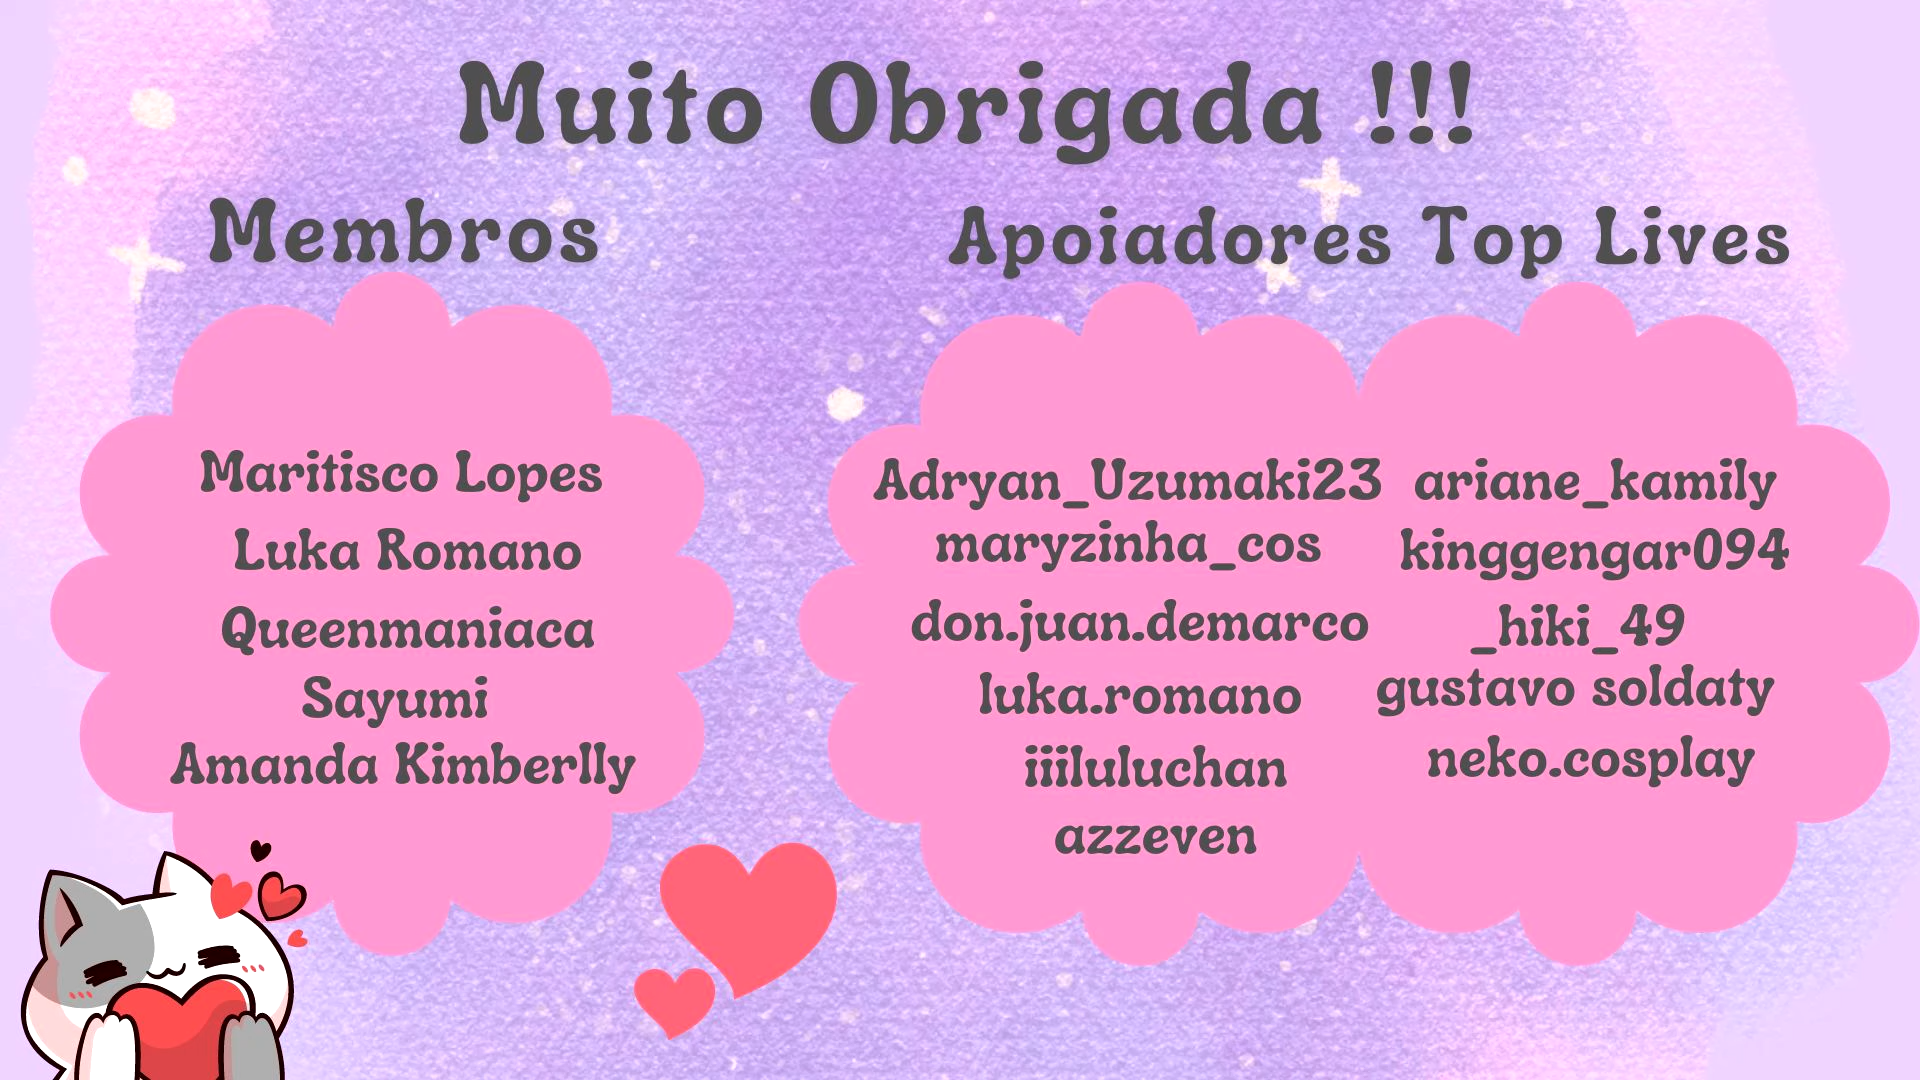 Muito Obrigada !!!
Membros
Maritisco Lopes
Luka Romano
Queenmaniaca
Sayumi
Amanda Kimberlly
Apoiadores Top Lives
Adryan_Uzumaki23
maryzinha_cos
don.juan.demarco
luka.romano
iiiluluchan
azzeven
ariane_kamily
kinggengar094
_hiki_49
gustavo soldaty
neko.cosplay